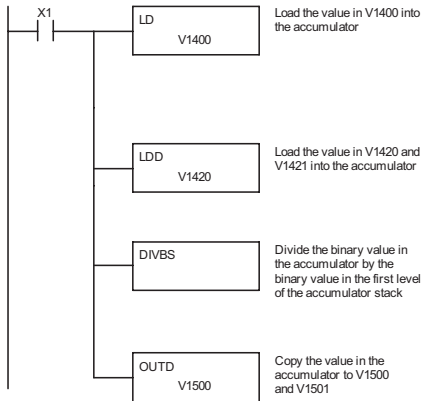 X1
LD
V1400
Load the value in V1400 into
the accumulator
LDD
V1420
Load the value in V1420 and
V1421 into the accumulator
DIVBS
Divide the binary value in
the accumulator by the
binary value in the first level
of the accumulator stack
OUTD
V1500
Copy the value in the
accumulator to V1500
and V1501